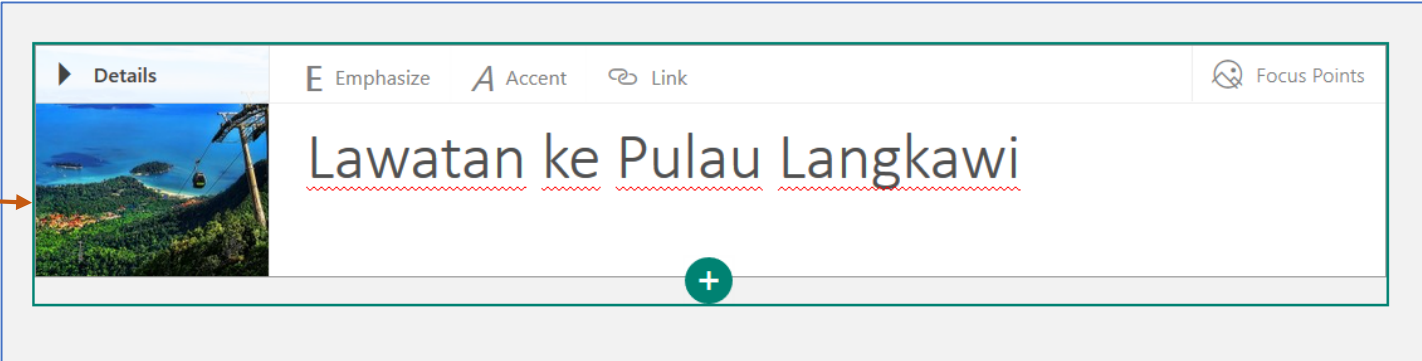 Details
E Emphasize A Accent Link
Focus Points
Lawatan ke Pulau Langkawi